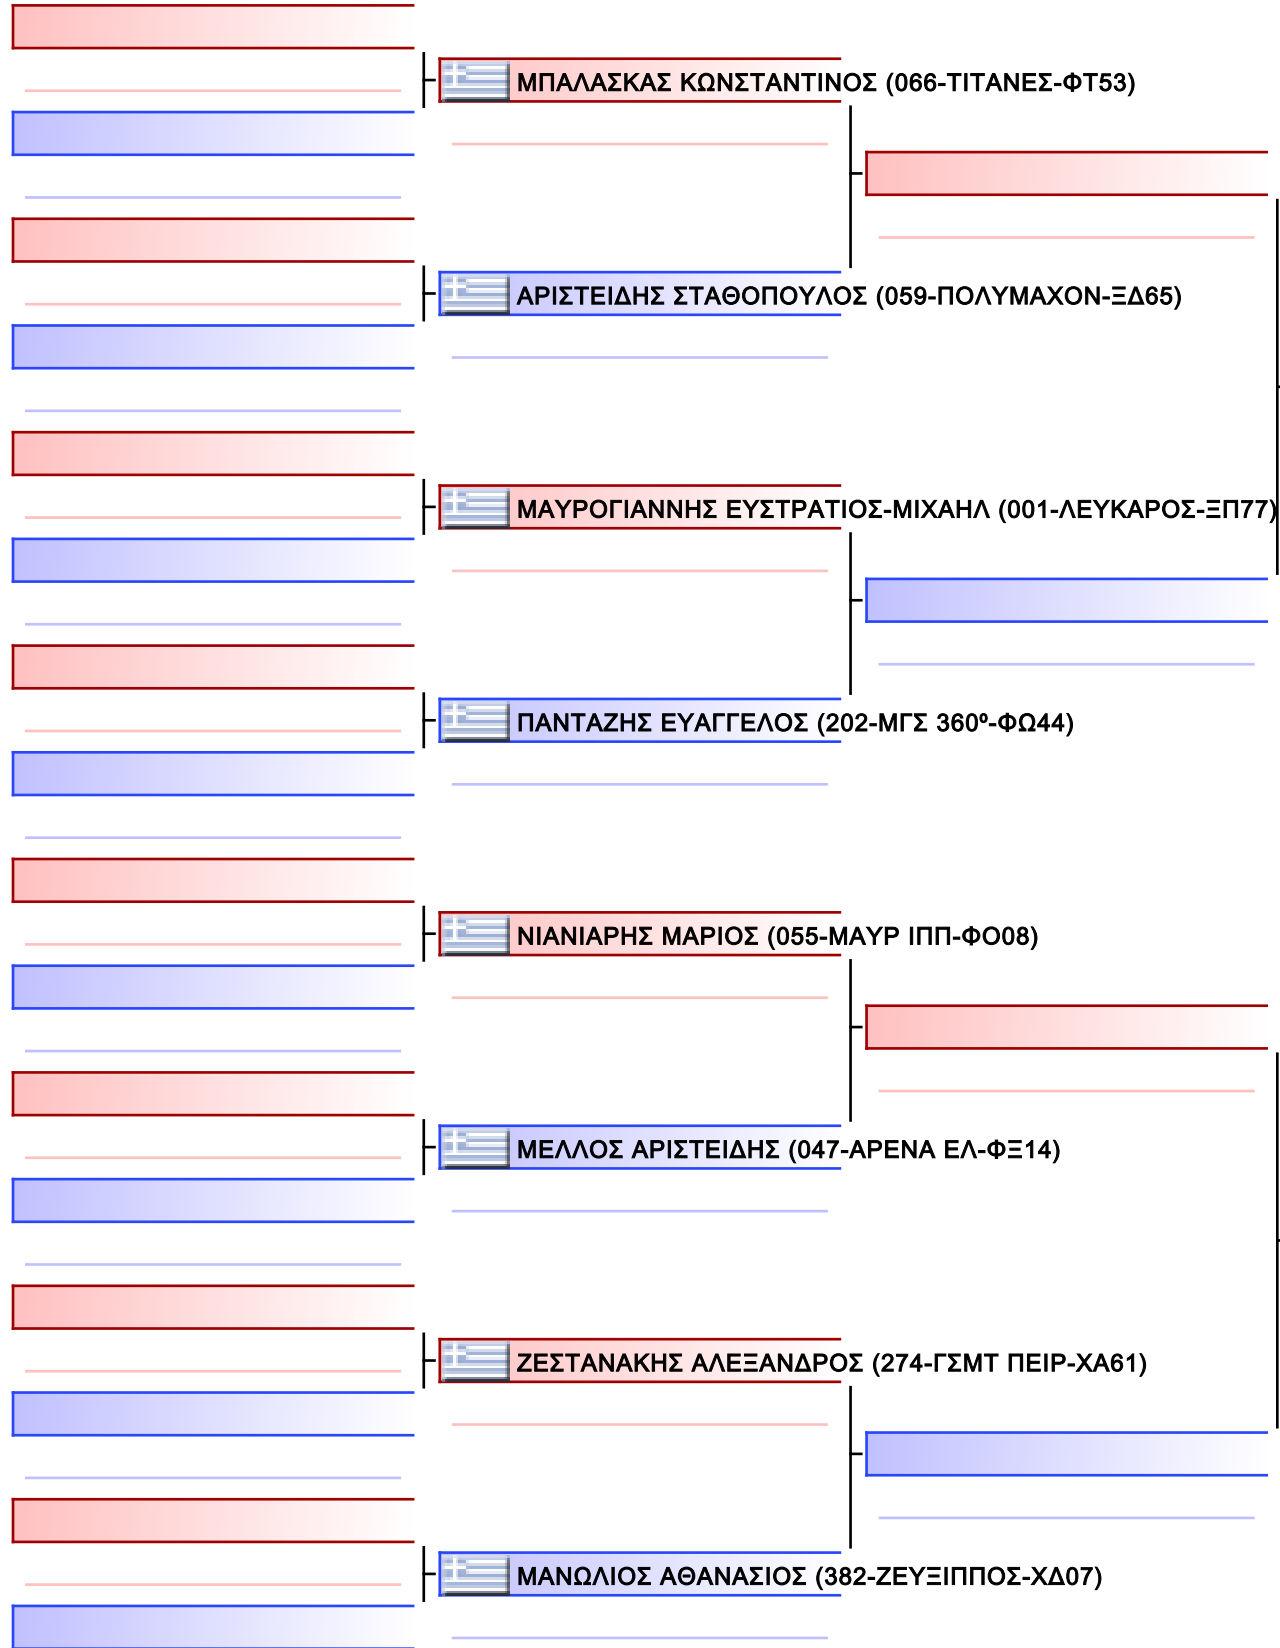 ΜΠΑΛΑΣΚΑΣ ΚΩΝΣΤΑΝΤΙΝΟΣ (066-ΤΙΤΑΝΕΣ-ΦΤ53)
ΑΡΙΣΤΕΙΔΗΣ ΣΤΑΘΟΠΟΥΛΟΣ (059-ΠΟΛΥΜΑΧΟΝ-ΞΔ65)
ΜΑΥΡΟΓΙΑΝΝΗΣ ΕΥΣΤΡΑΤΙΟΣ-ΜΙΧΑΗΛ (001-ΛΕΥΚΑΡΟΣ-ΞΠ77)
ΠΑΝΤΑΖΗΣ ΕΥΑΓΓΕΛΟΣ (202-ΜΓΣ 360º-ΦΩ44)
ΝΙΑΝΙΑΡΗΣ ΜΑΡΙΟΣ (055-ΜΑΥΡ ΙΠΠ-ΦΟ08)
ΜΕΛΛΟΣ ΑΡΙΣΤΕΙΔΗΣ (047-ΑΡΕΝΑ ΕΛ-ΦΞ14)
ΖΕΣΤΑΝΑΚΗΣ ΑΛΕΞΑΝΔΡΟΣ (274-ΓΣΜΤ ΠΕΙΡ-ΧΑ61)
ΜΑΝΩΛΙΟΣ ΑΘΑΝΑΣΙΟΣ (382-ΖΕΥΞΙΠΠΟΣ-ΧΔ07)